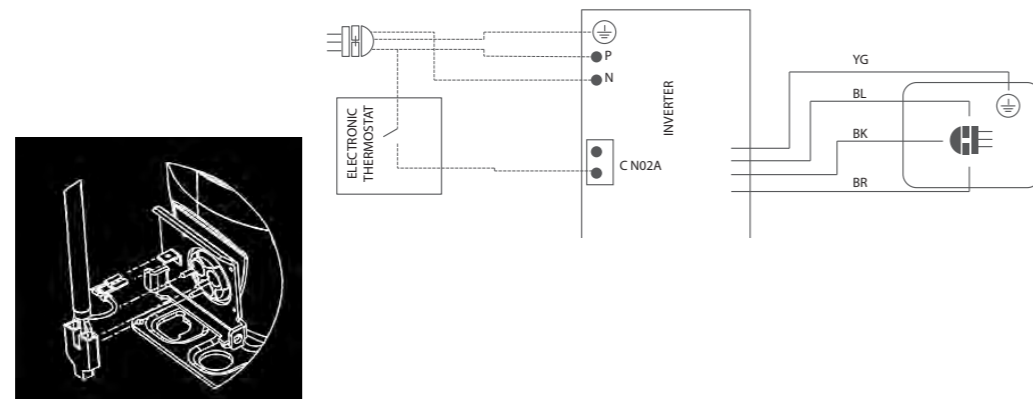 P
N
ELECTRONIC
THERMOSTAT
INVERTER
C N02A
YG
BL
BK
BR